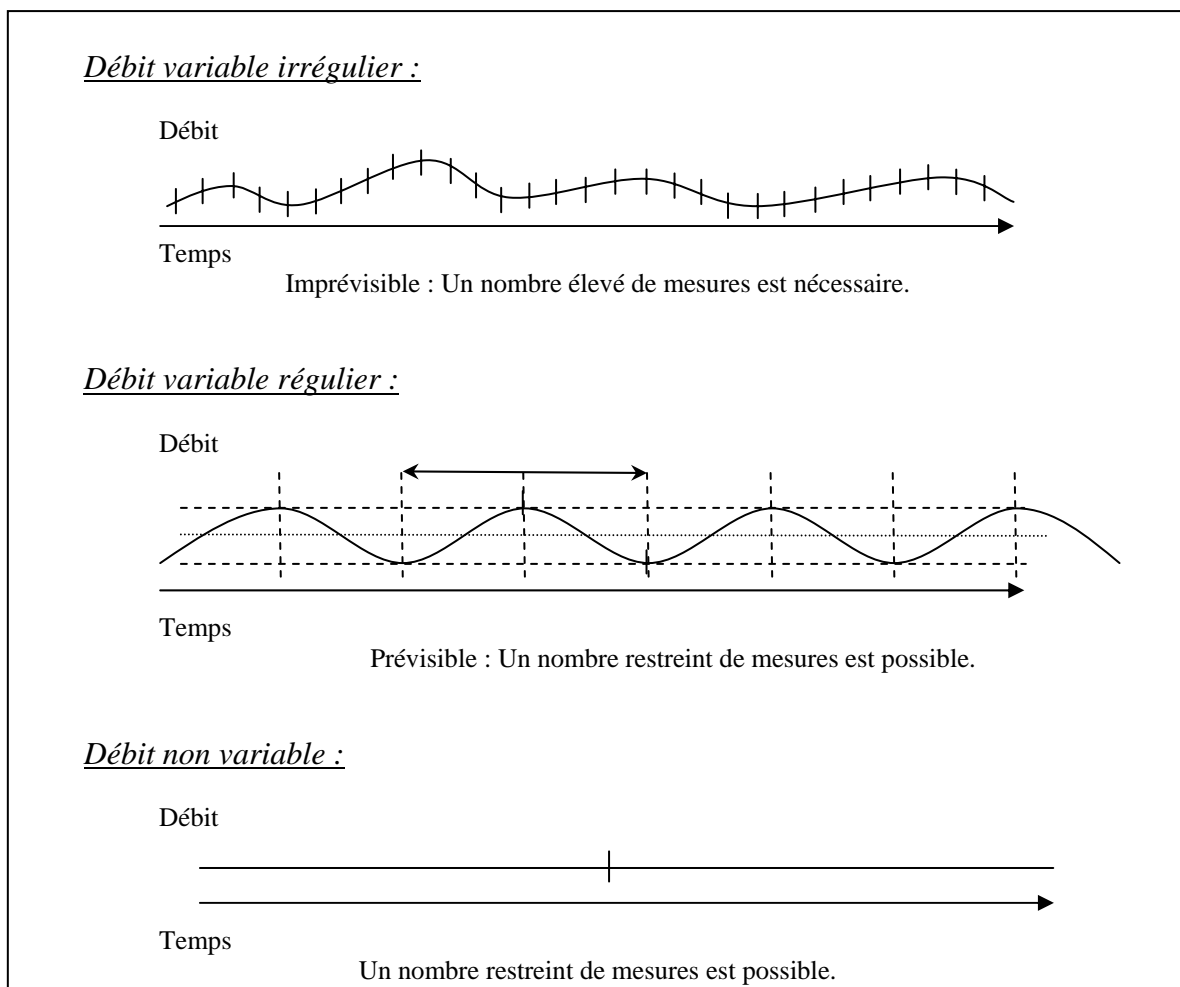 Débit variable irrégulier :
Débit
Temps
Imprévisible : Un nombre élevé de mesures est nécessaire.
Débit variable régulier :
Débit
Temps
Prévisible : Un nombre restreint de mesures est possible.
Débit non variable :
Débit
Temps
Un nombre restreint de mesures est possible.